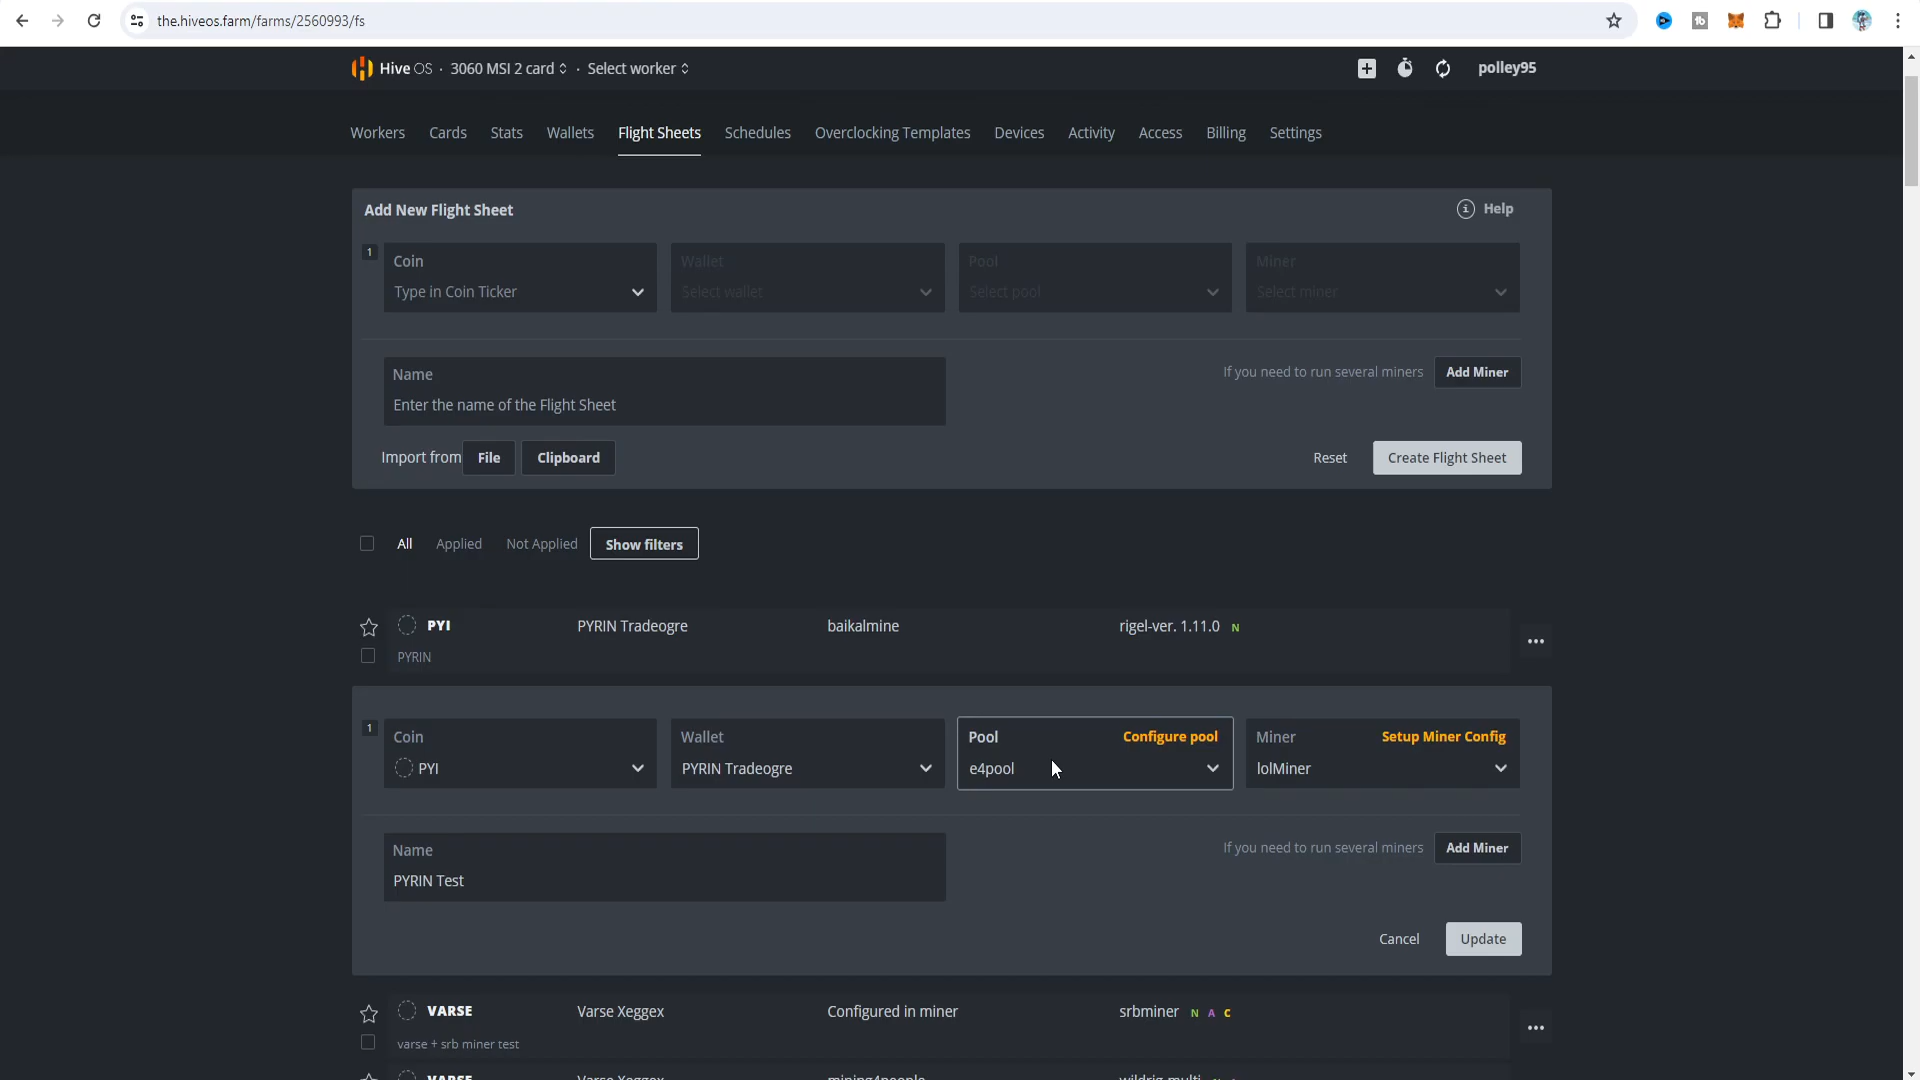 the.hiveos.farm/farms/2560993/fs
Hive OS · 3060 MSI 2 card · Select worker
polley95
Workers Cards Stats Wallets Flight Sheets Schedules Overclocking Templates Devices Activity Access Billing Settings
Add New Flight Sheet
Help
1
Coin Wallet Pool Miner
Type in Coin Ticker Select wallet Select pool Select miner
Name
Enter the name of the Flight Sheet
If you need to run several miners Add Miner
Import from File Clipboard
Reset Create Flight Sheet
All Applied Not Applied Show filters
PYI PYRIN Tradeogre baikalmine rigel-ver. 1.11.0 N
PYRIN
1
Coin Wallet Pool Configure pool Miner Setup Miner Config
PYI PYRIN Tradeogre e4pool lolMiner
Name
PYRIN Test
If you need to run several miners Add Miner
Cancel Update
VARSE Varse Xeggex Configured in miner srbminer N A C
varse + srb miner test
VARSE Varse Xeggex mining4people wildrig-multi